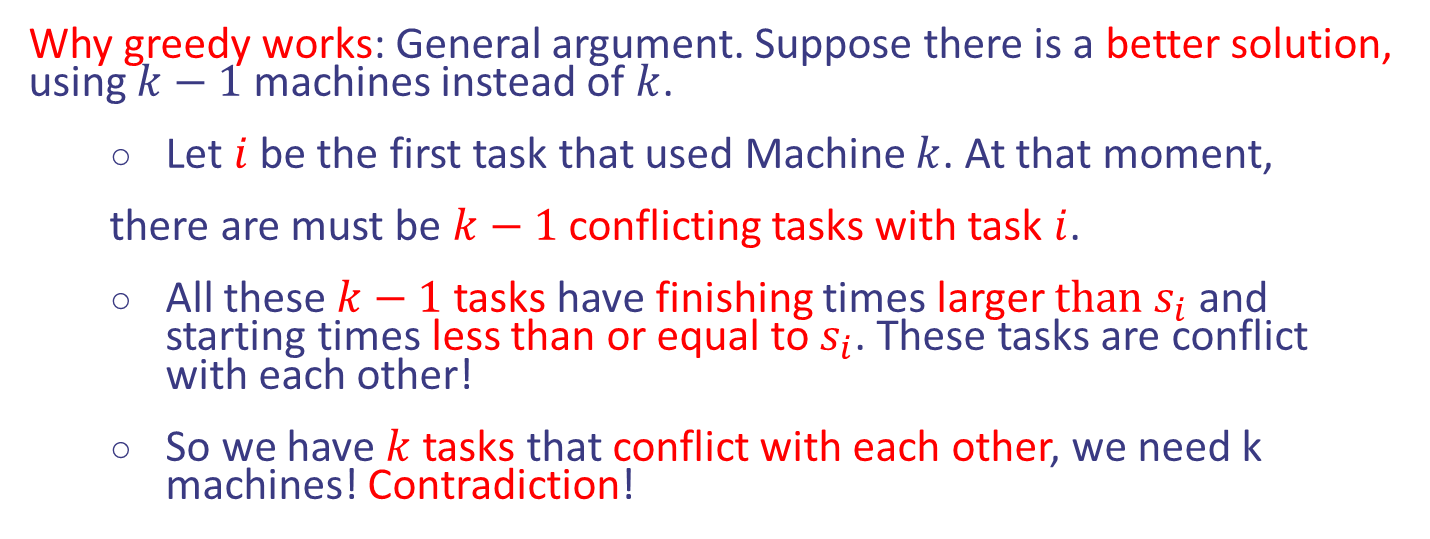 Why greedy works: General argument. Suppose there is a better solution,
using k − 1 machines instead of k.
○ Let i be the first task that used Machine k. At that moment,
there are must be k − 1 conflicting tasks with task i.
○ All these k − 1 tasks have finishing times larger than sᵢ and
starting times less than or equal to sᵢ. These tasks are conflict
with each other!
○ So we have k tasks that conflict with each other, we need k
machines! Contradiction!